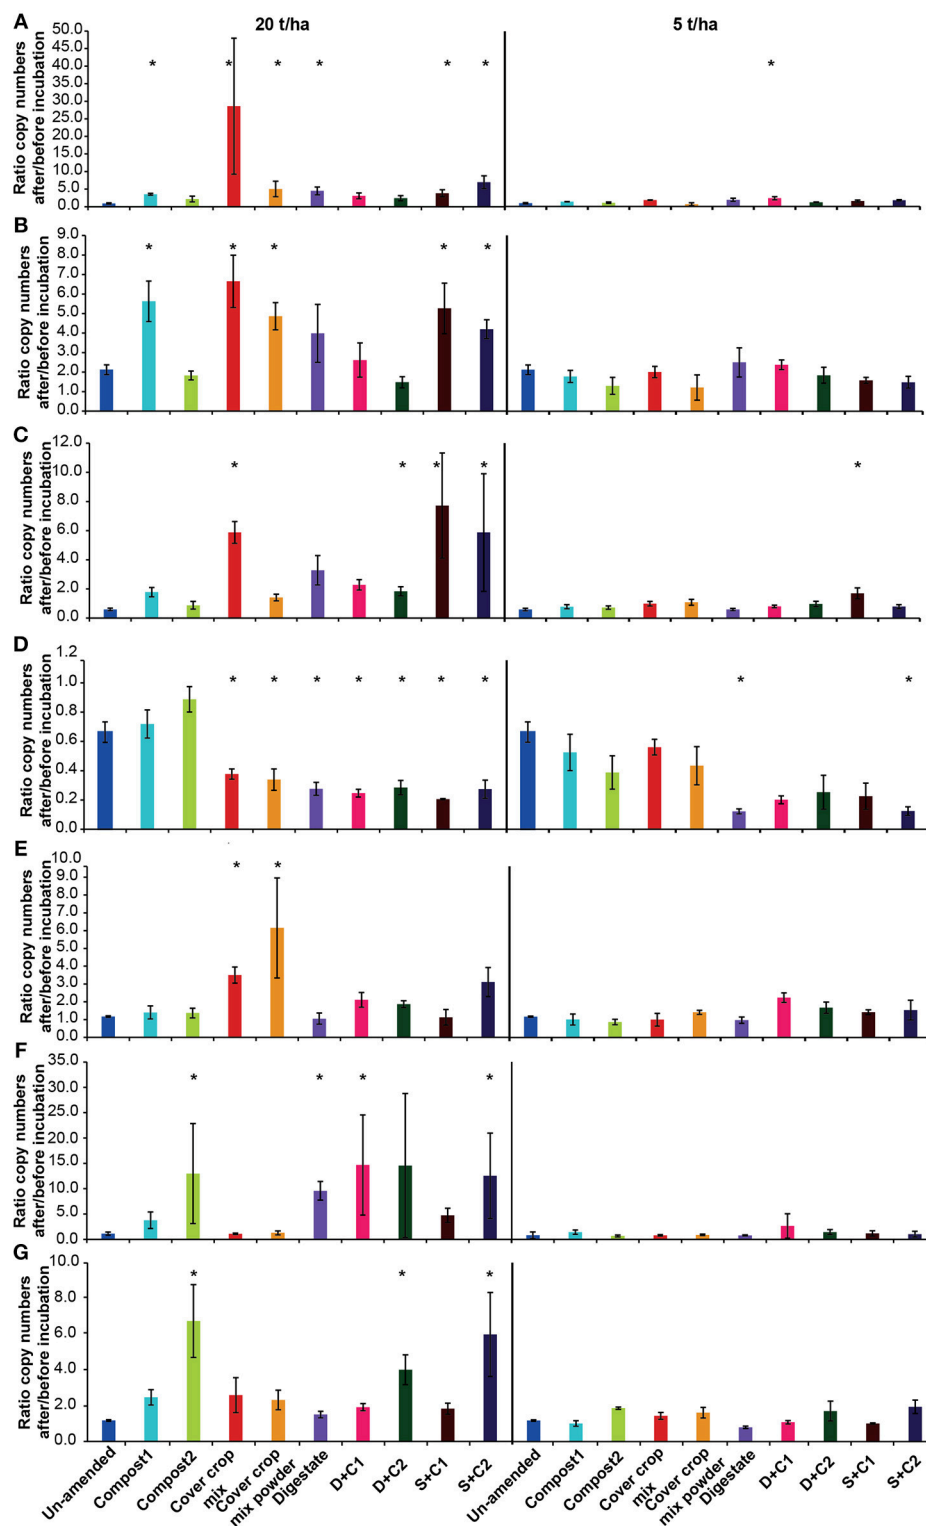 A
20 t/ha
5 t/ha
Ratio copy numbers
after/before incubation
50.0
45.0
40.0
35.0
30.0
25.0
20.0
15.0
10.0
5.0
0.0
* * * * * * *
B
Ratio copy numbers
after/before incubation
9.0
8.0
7.0
6.0
5.0
4.0
3.0
2.0
1.0
0.0
* * * * *
C
Ratio copy numbers
after/before incubation
12.0
10.0
8.0
6.0
4.0
2.0
0.0
* * * * *
D
Ratio copy numbers
after/before incubation
1.2
1.0
0.8
0.6
0.4
0.2
0.0
* * * * * * * * *
E
Ratio copy numbers
after/before incubation
10.0
9.0
8.0
7.0
6.0
5.0
4.0
3.0
2.0
1.0
0.0
* *
F
Ratio copy numbers
after/before incubation
35.0
30.0
25.0
20.0
15.0
10.0
5.0
0.0
* * * *
G
Ratio copy numbers
after/before incubation
10.0
8.0
6.0
4.0
2.0
0.0
* * *
Un-amended
Compost1
Compost2
Cover crop
mix
Cover crop
mix powder
Digestate
D+C1
D+C2
S+C1
S+C2
Un-amended
Compost1
Compost2
Cover crop
mix
Cover crop
mix powder
Digestate
D+C1
D+C2
S+C1
S+C2